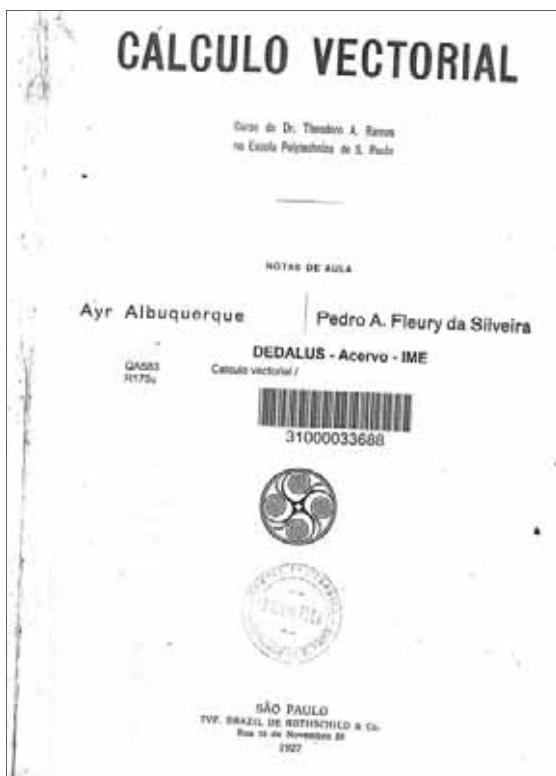 CALCULO VECTORIAL
Curso do Dr. Theodoro A. Ramos
na Escola Polytechnica de S. Paulo
NOTAS DE AULA
Ayr Albuquerque
Pedro A. Fleury da Silveira
DEDALUS - Acervo - IME
QA583
Calculo vectorial /
31000033688
SÃO PAULO
TYP. BRAZIL DE ROTHSCHILD & Co.
Rua 15 de Novembro
1927